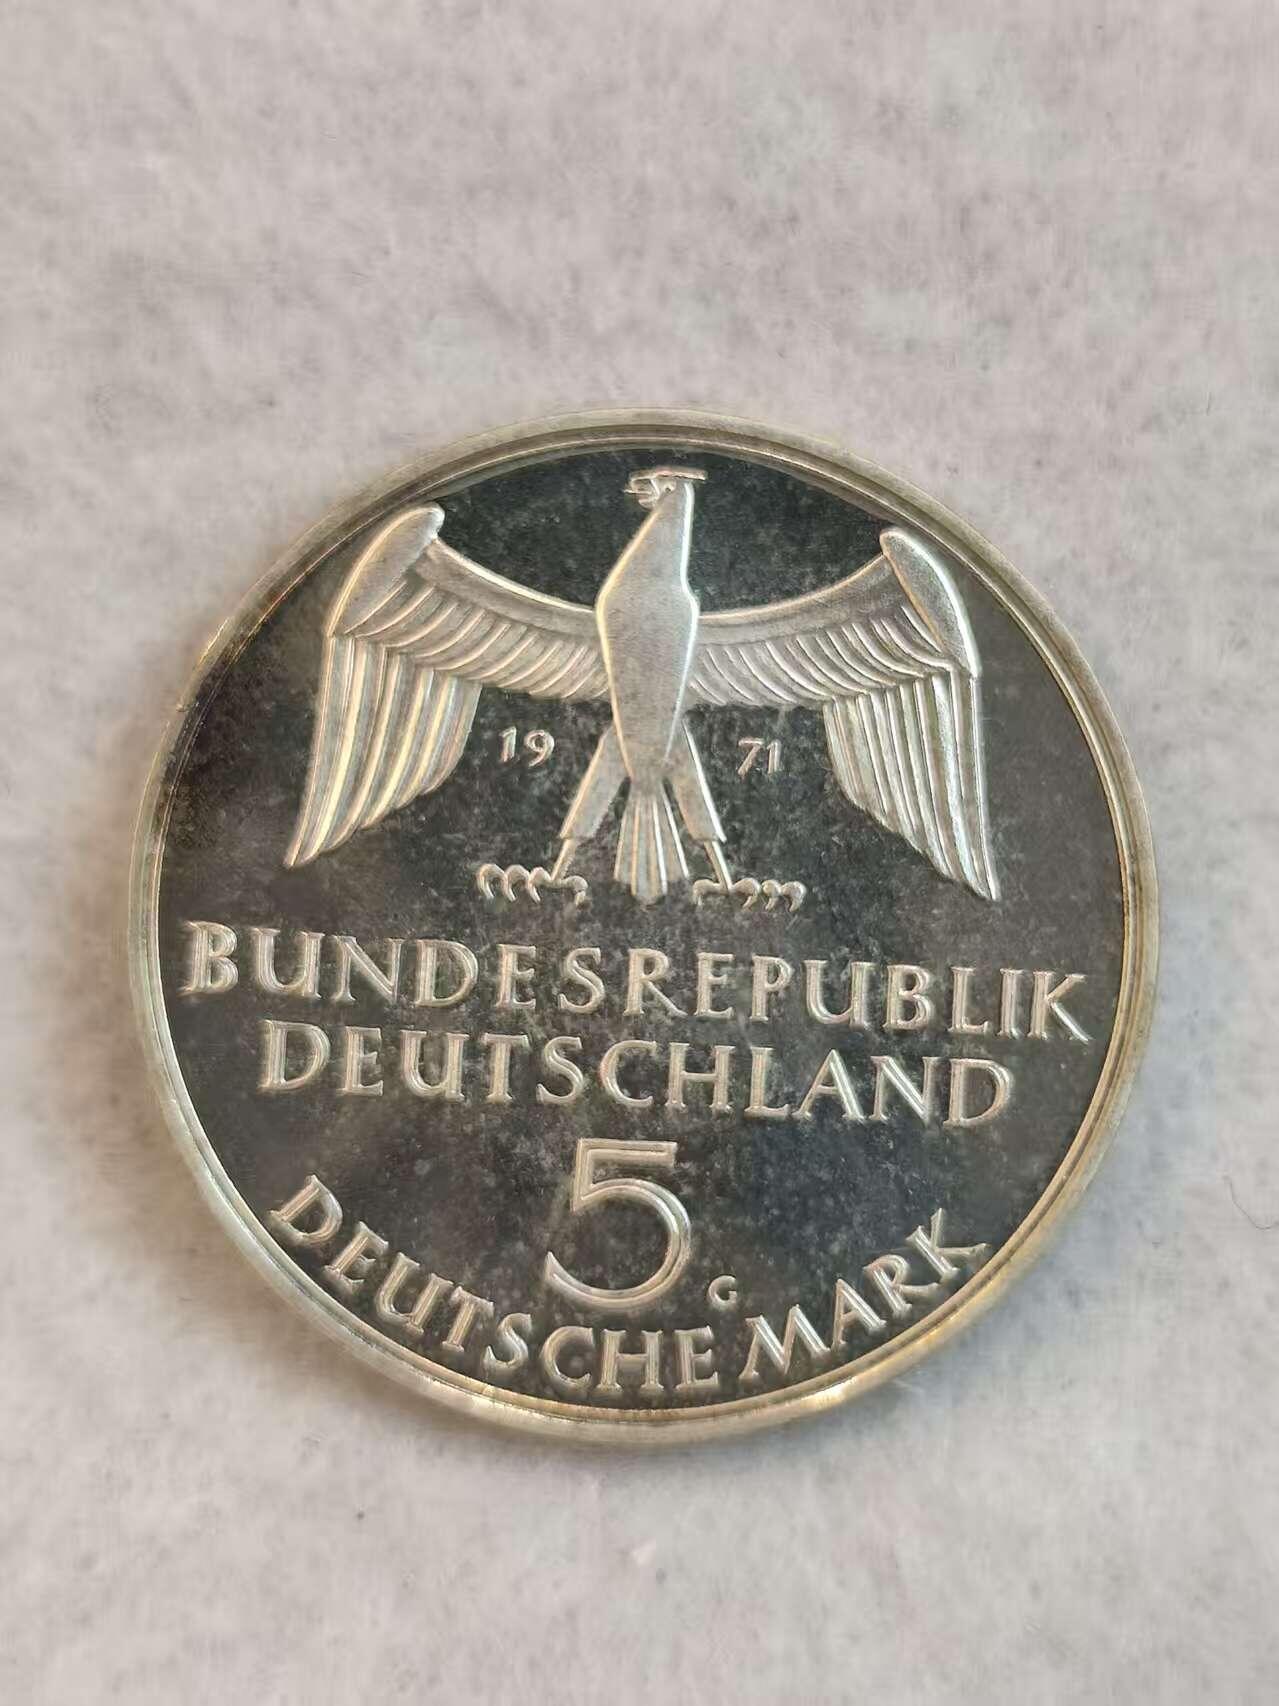 19 71
BUNDESREPUBLIK
DEUTSCHLAND
5
G
DEUTSCHE MARK